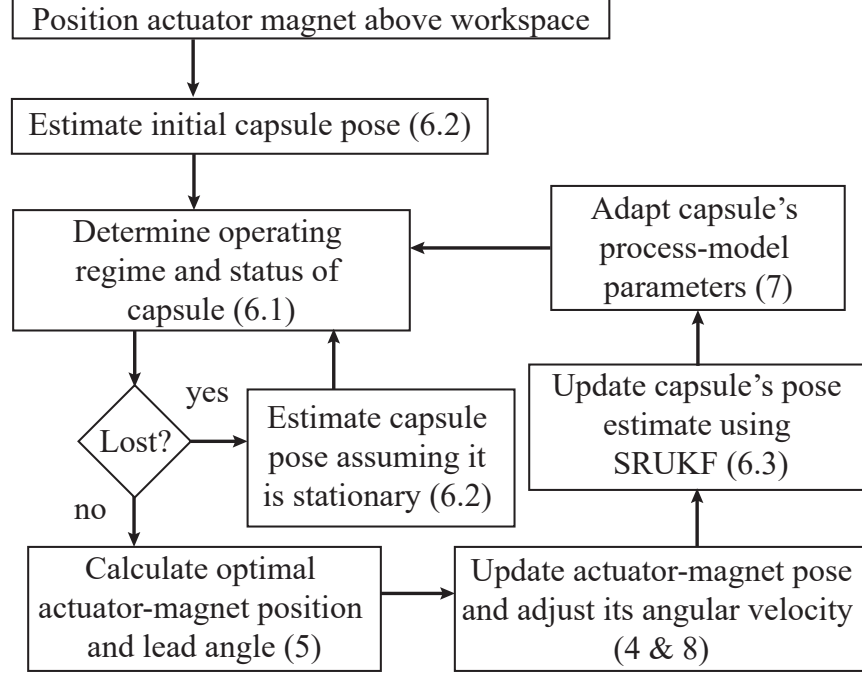 Position actuator magnet above workspace
Estimate initial capsule pose (6.2)
Determine operating
regime and status of
capsule (6.1)
Adapt capsule’s
process-model
parameters (7)
yes
Lost?
Estimate capsule
pose assuming it
is stationary (6.2)
Update capsule’s pose
estimate using
SRUKF (6.3)
no
Calculate optimal
actuator-magnet position
and lead angle (5)
Update actuator-magnet pose
and adjust its angular velocity
(4 & 8)